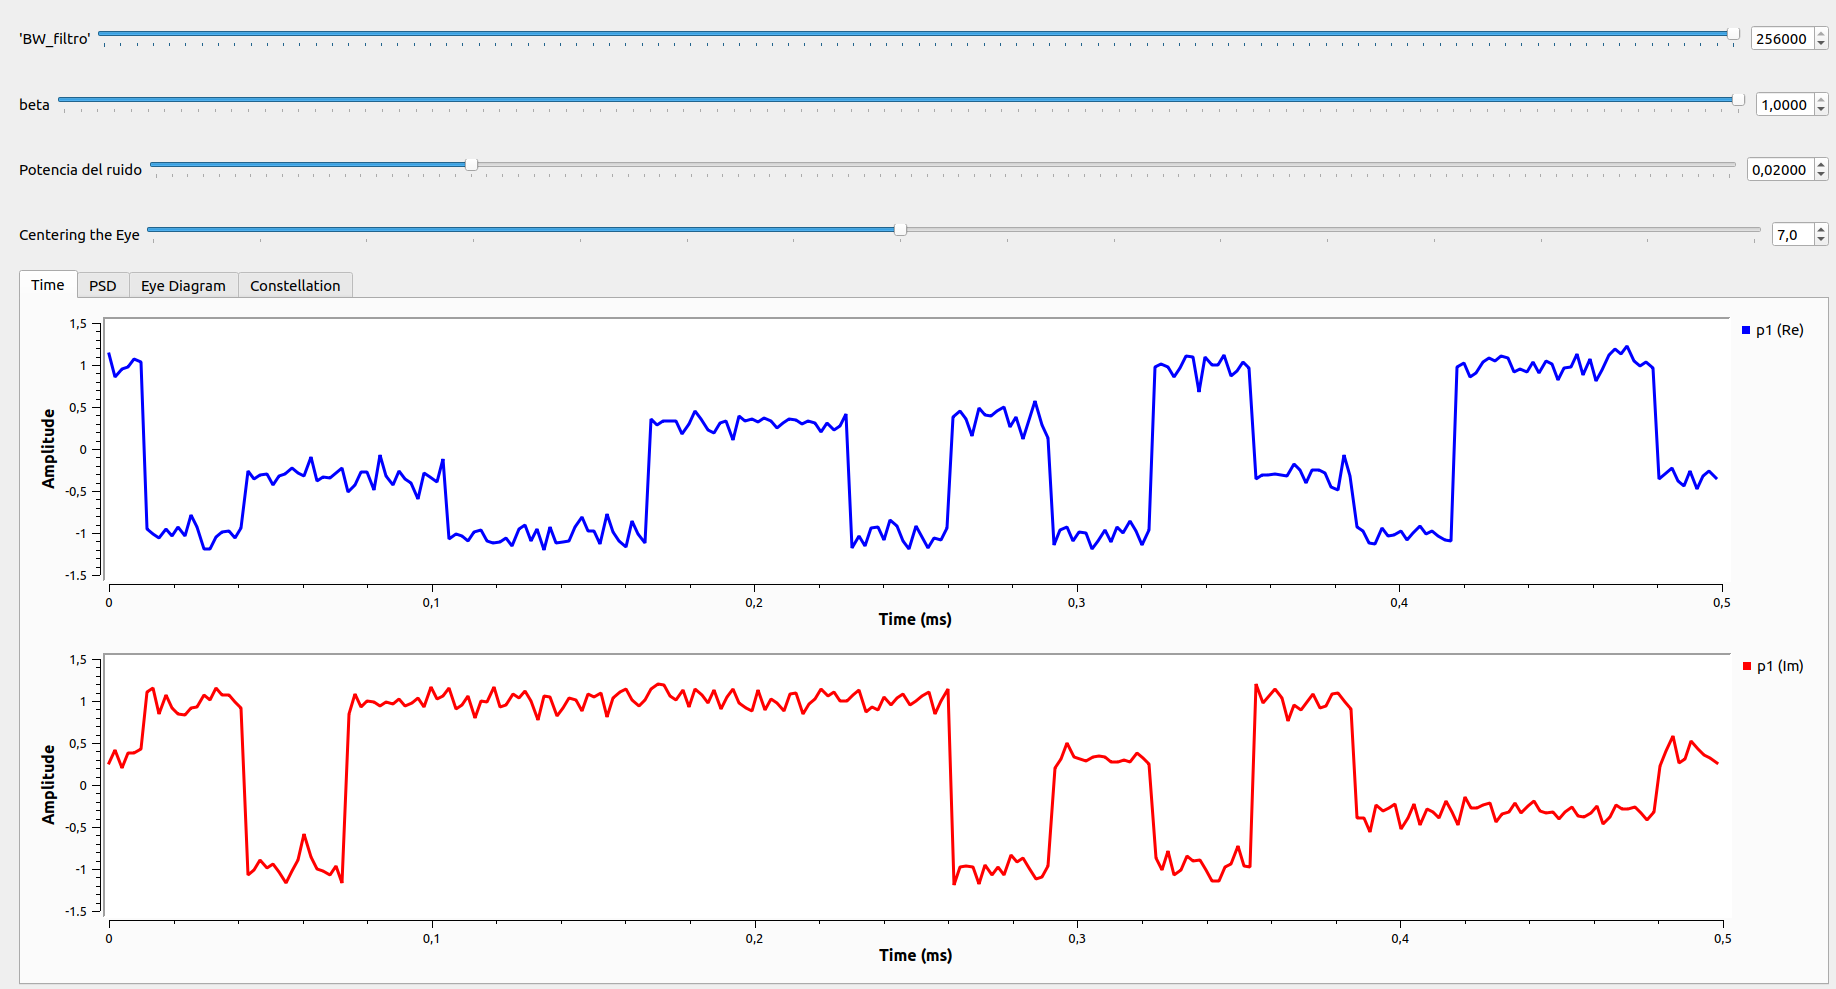 'BW_filtro' 256000
beta 1,0000
Potencia del ruido 0,02000
Centering the Eye 7,0
Time PSD Eye Diagram Constellation
1,5
1
0,5
0
-0,5
-1
-1.5
Amplitude
0 0,1 0,2 0,3 0,4 0,5
Time (ms)
p1 (Re)
1,5
1
0,5
0
-0,5
-1
-1.5
Amplitude
0 0,1 0,2 0,3 0,4 0,5
Time (ms)
p1 (Im)